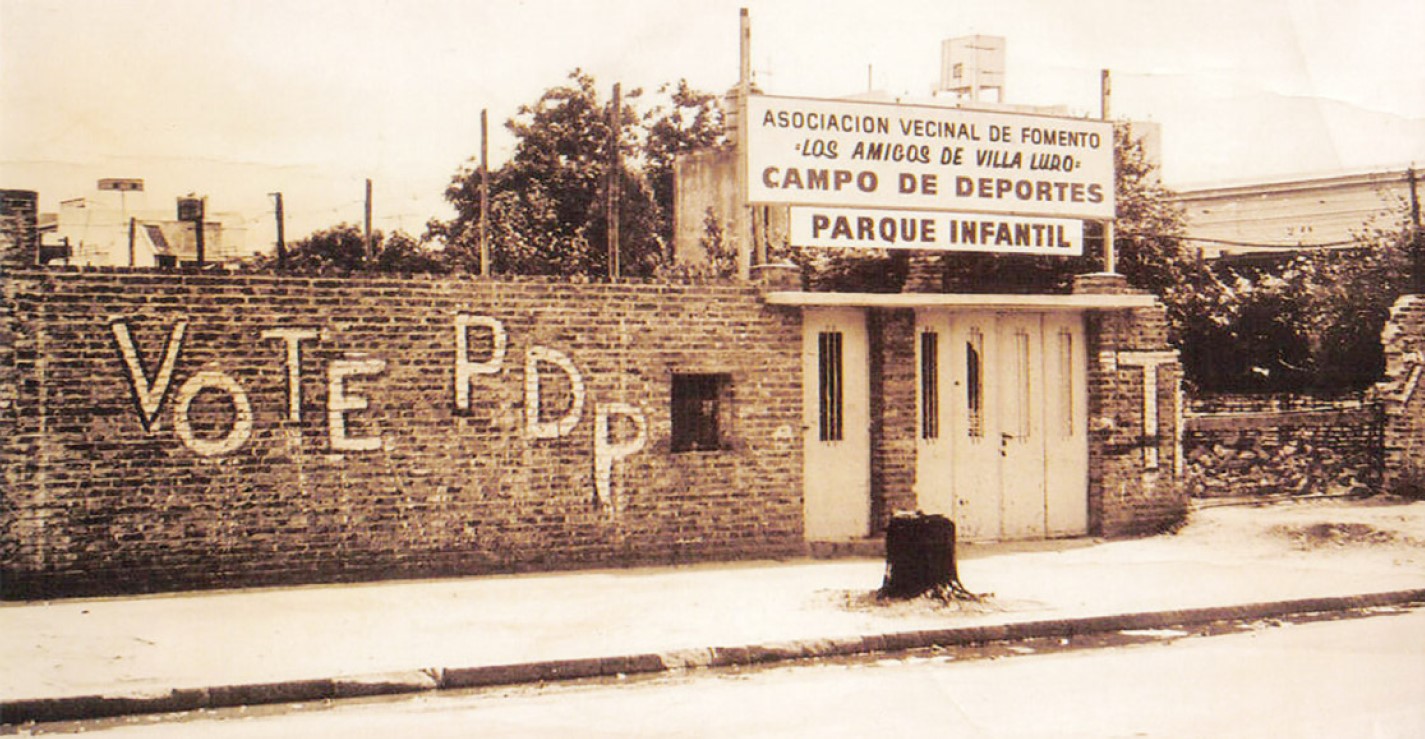 ASOCIACION VECINAL DE FOMENTO
"LOS AMIGOS DE VILLA LURO"
CAMPO DE DEPORTES
PARQUE INFANTIL
VOTE PDP